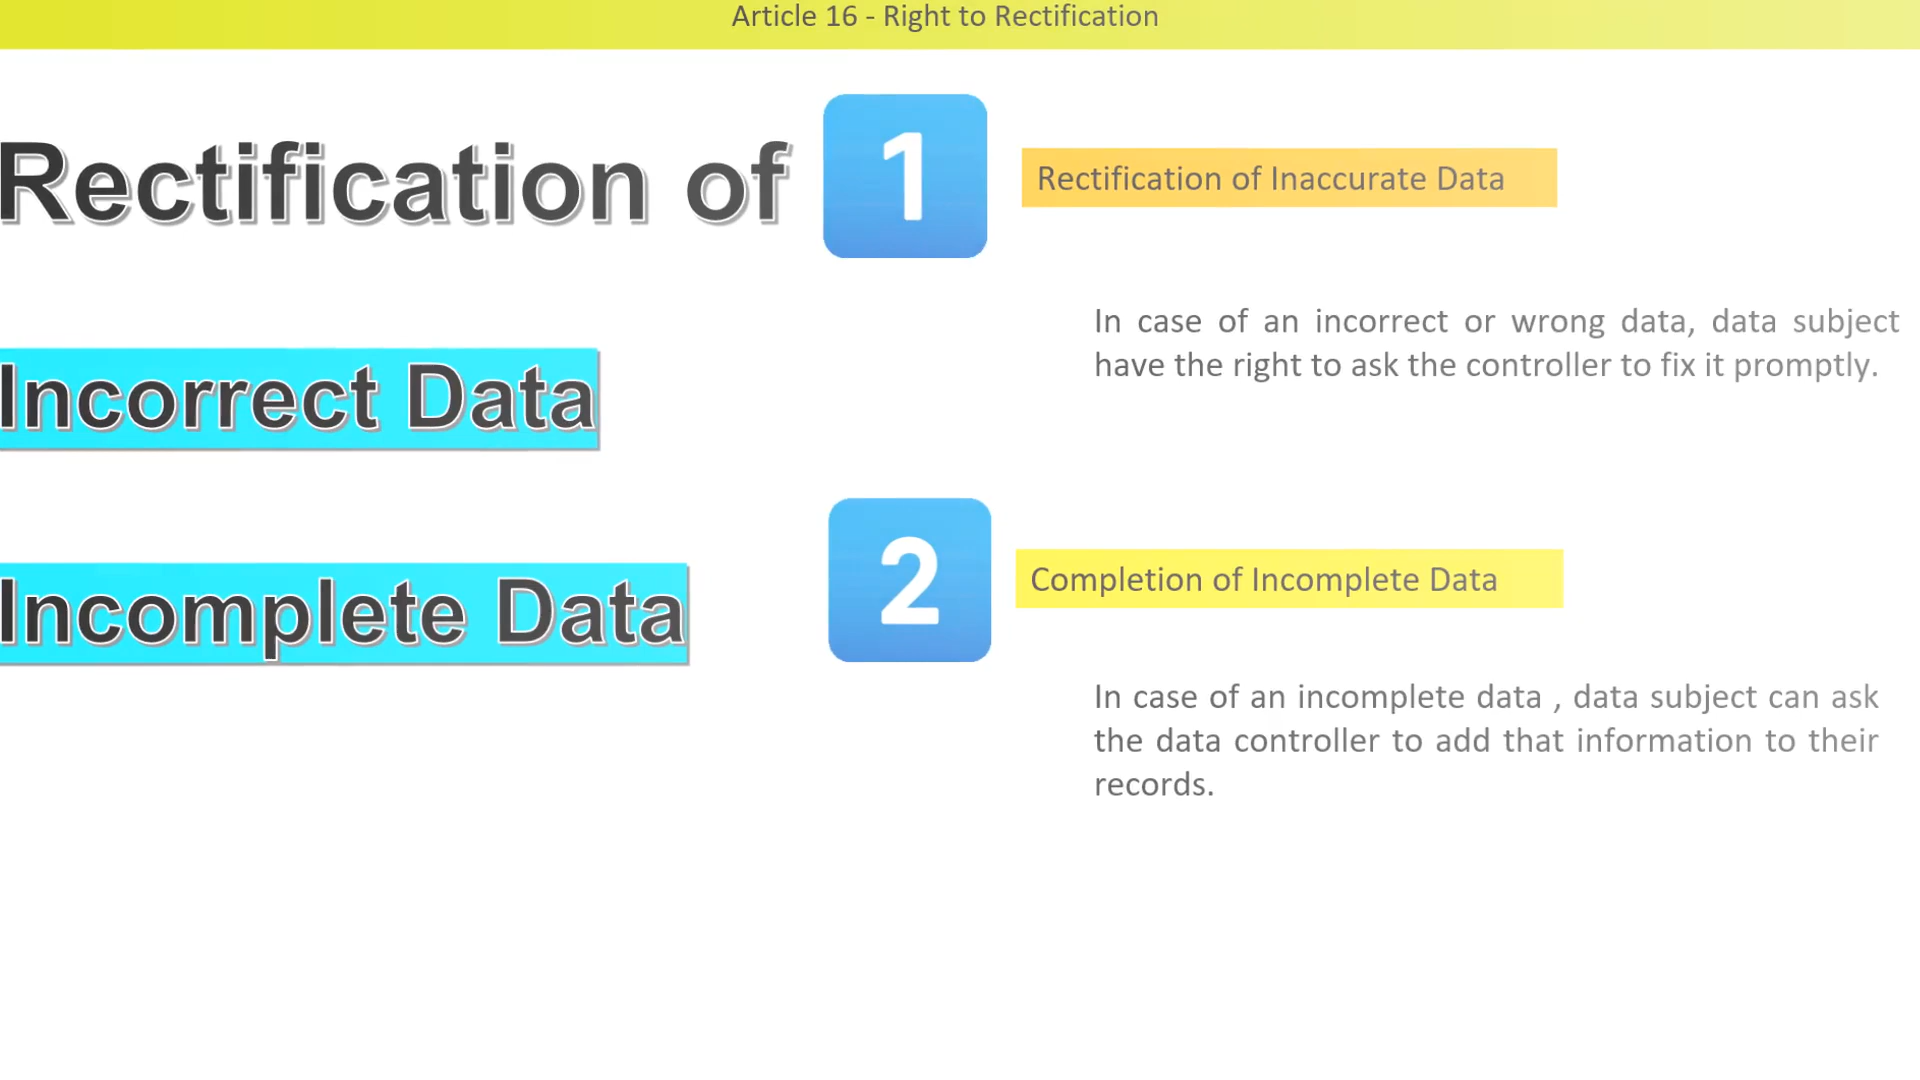 Article 16 - Right to Rectification
Rectification of
Incorrect Data
Incomplete Data
1
Rectification of Inaccurate Data
In case of an incorrect or wrong data, data subject
have the right to ask the controller to fix it promptly.
2
Completion of Incomplete Data
In case of an incomplete data , data subject can ask
the data controller to add that information to their
records.